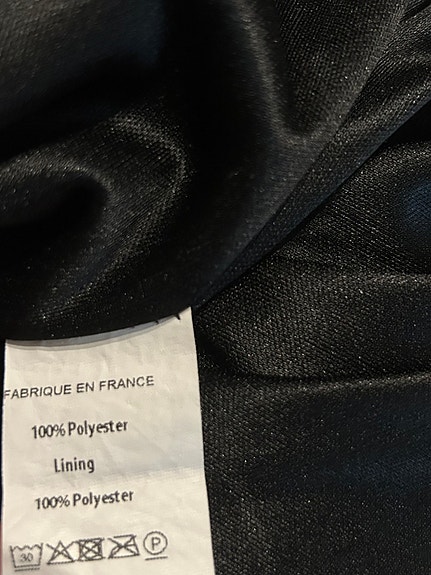 FABRIQUE EN FRANCE
100% Polyester
Lining
100% Polyester
30 P